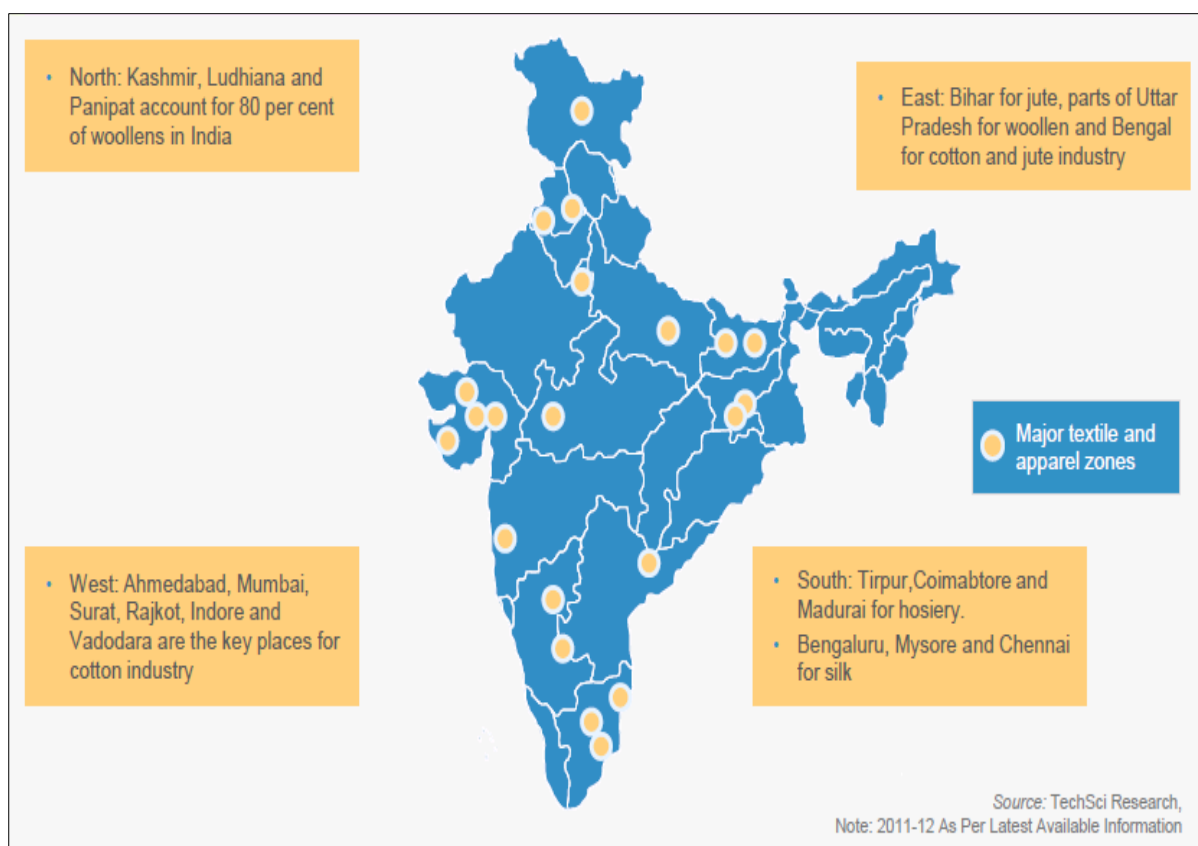 • North: Kashmir, Ludhiana and
Panipat account for 80 per cent
of woollens in India
• East: Bihar for jute, parts of Uttar
Pradesh for woollen and Bengal
for cotton and jute industry
Major textile and
apparel zones
• West: Ahmedabad, Mumbai,
Surat, Rajkot, Indore and
Vadodara are the key places for
cotton industry
• South: Tirpur,Coimabtore and
Madurai for hosiery.
• Bengaluru, Mysore and Chennai
for silk
Source: TechSci Research,
Note: 2011-12 As Per Latest Available Information